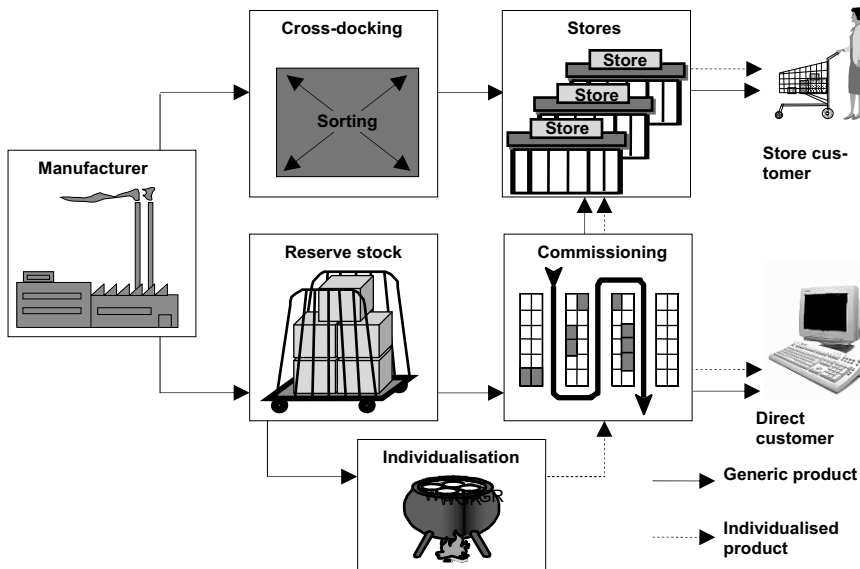 Cross-docking
Stores
Sorting
Store
Store
Store
Store cus-
tomer
Manufacturer
Reserve stock
Commissioning
Direct
customer
Individualisation
Generic product
Individualised
product